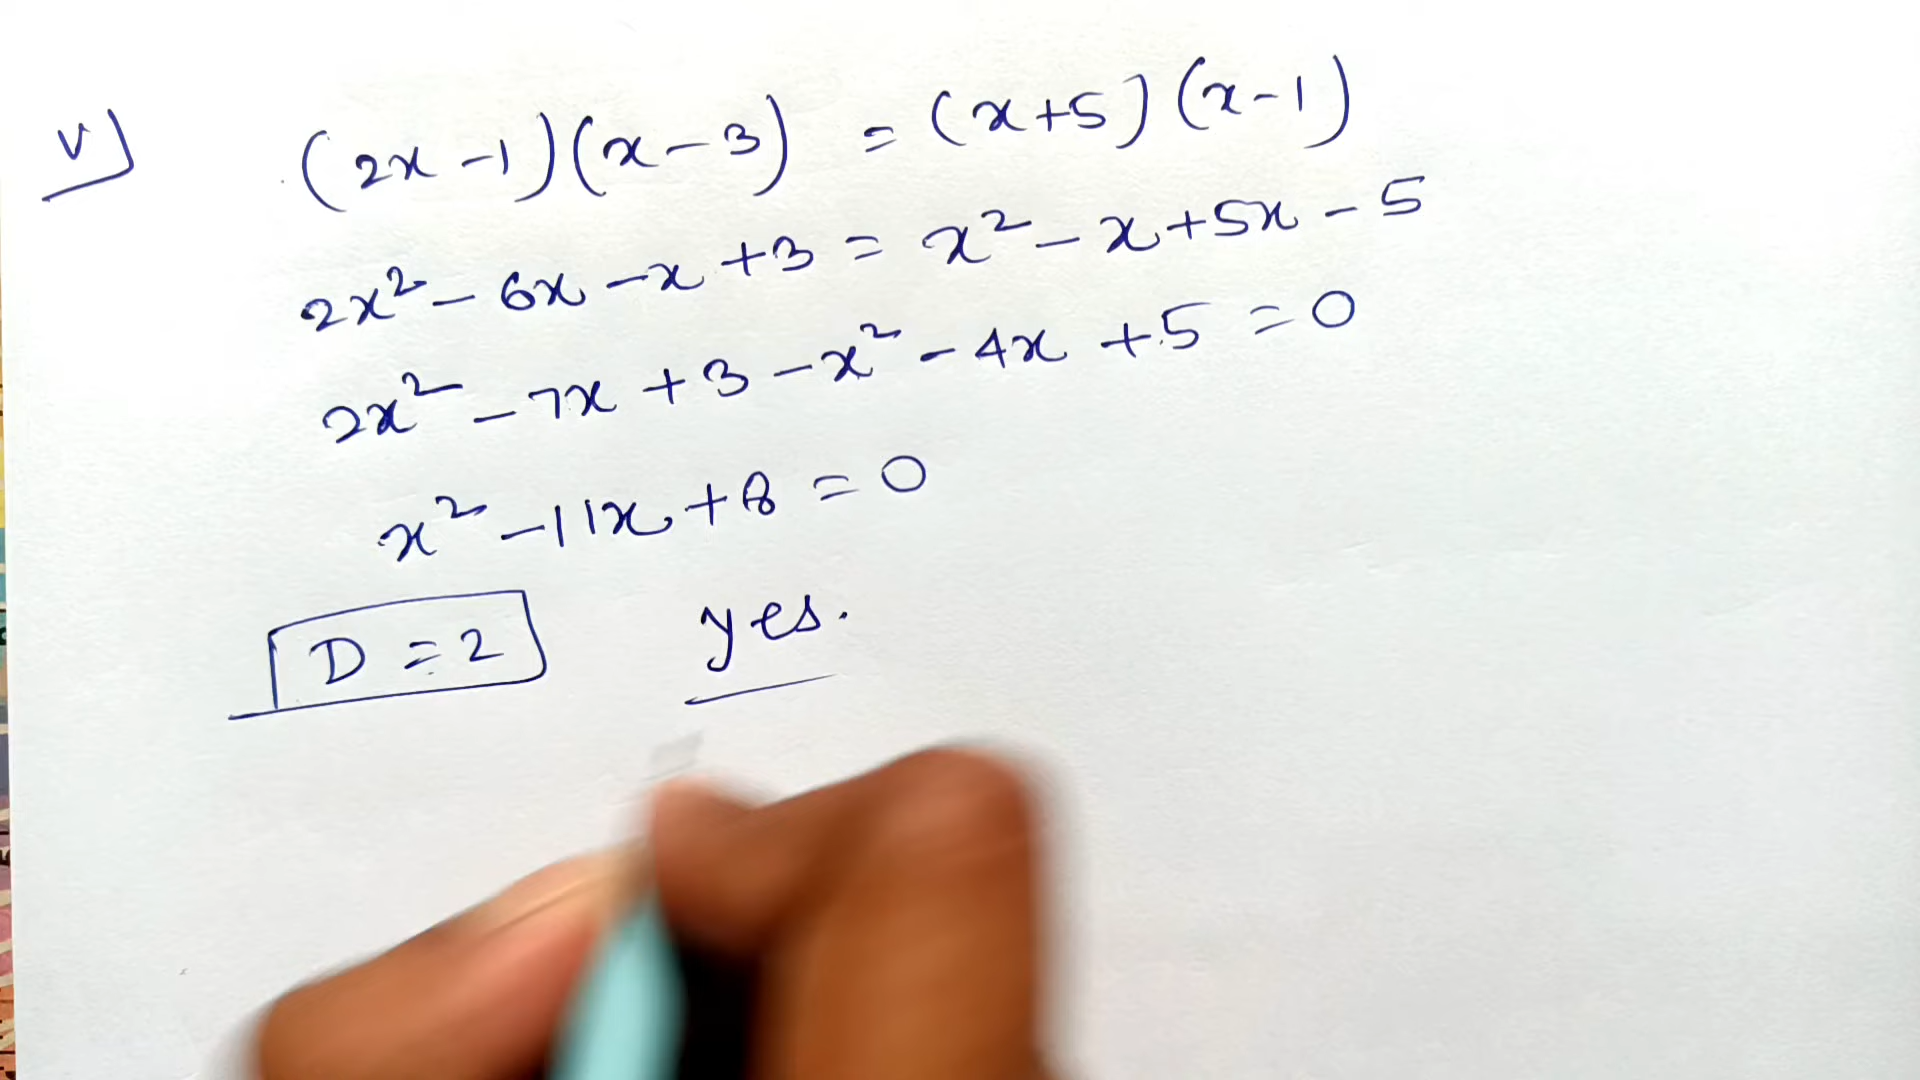 v) (2x-1)(x-3) = (x+5)(x-1)
2x² - 6x - x + 3 = x² - x + 5x - 5
2x² - 7x + 3 - x² - 4x + 5 = 0
x² - 11x + 8 = 0
D = 2 yes.